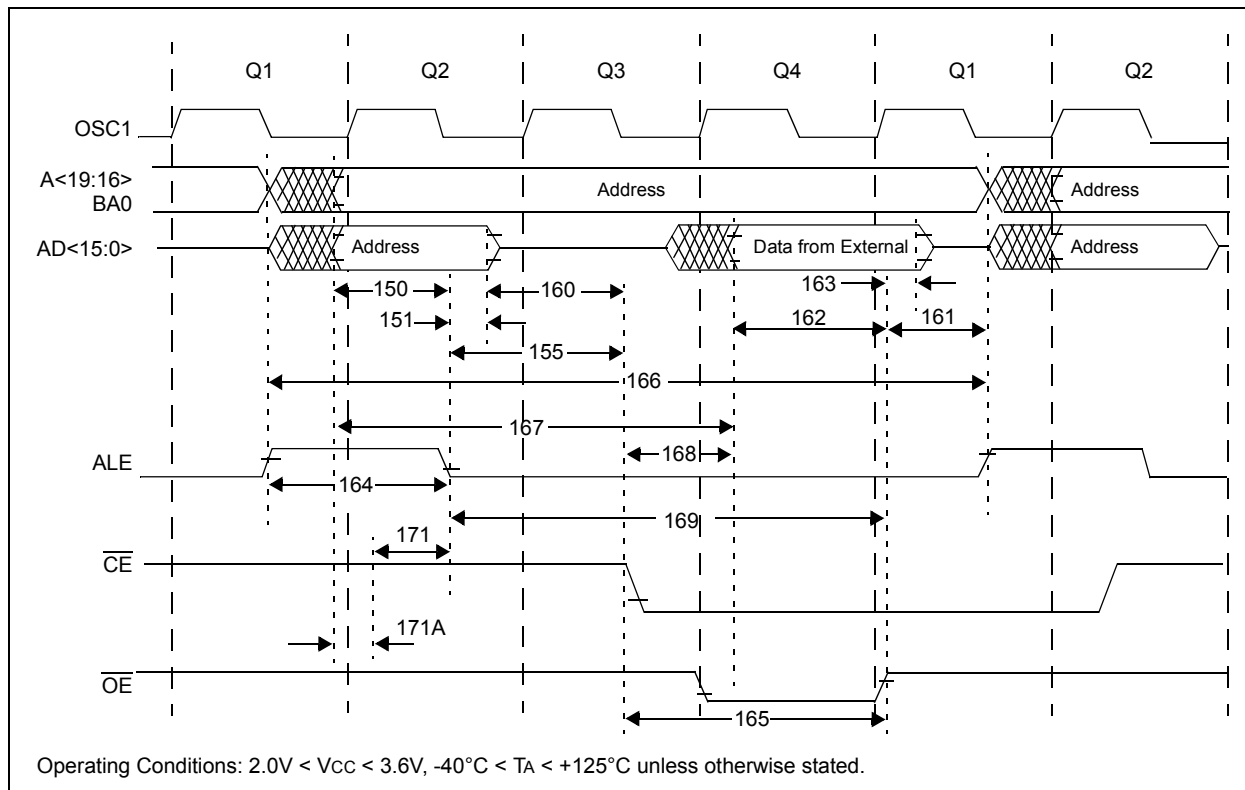 Q1 Q2 Q3 Q4 Q1 Q2
OSC1
A<19:16>
BA0
Address
Address
AD<15:0>
Address
Data from External
Address
150
160
163
151
162
161
155
166
167
168
ALE
164
169
171
CE
171A
OE
165
Operating Conditions: 2.0V < VCC < 3.6V, -40°C < TA < +125°C unless otherwise stated.